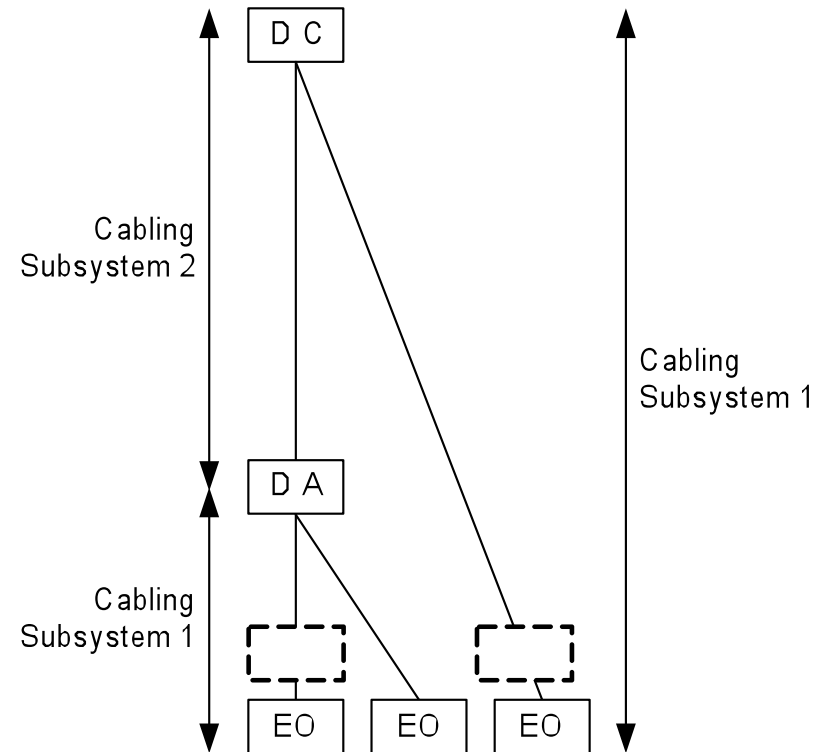 D C
Cabling
Subsystem 2
Cabling
Subsystem 1
D A
Cabling
Subsystem 1
EO
EO
EO